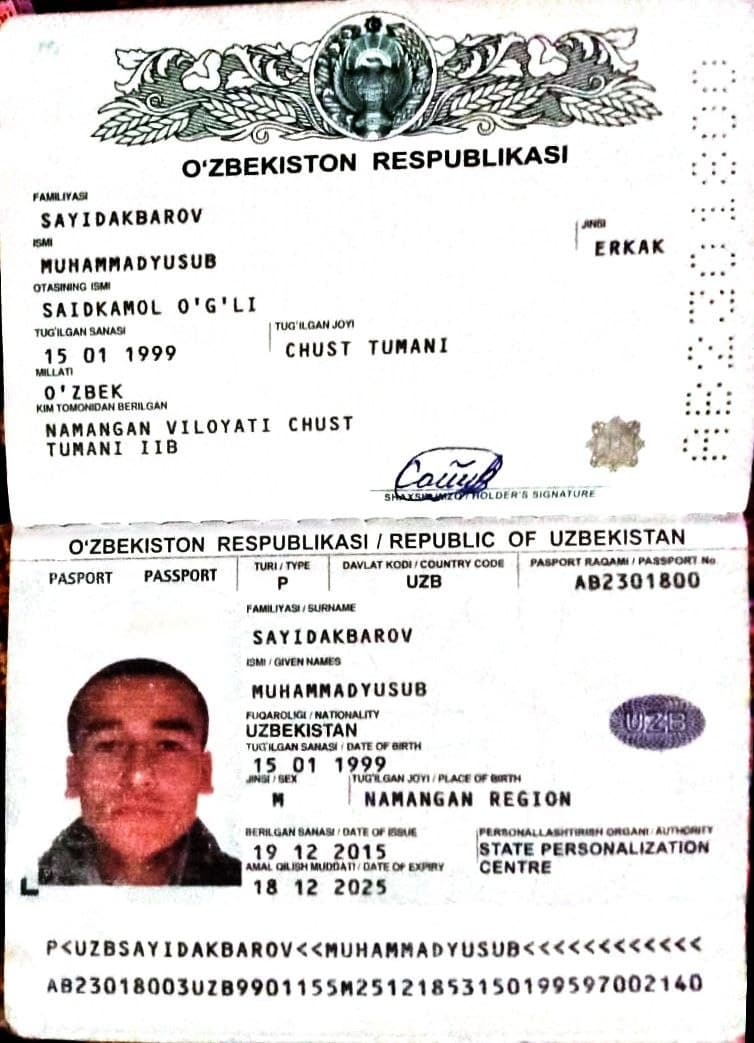 O'ZBEKISTON RESPUBLIKASI
FAMILIYASI
SAYIDAKBAROV
ISMI
JINSI
MUHAMMADYUSUB
ERKAK
OTASINING ISMI
SAIDKAMOL O'G'LI
TUG'ILGAN SANASI
TUG'ILGAN JOYI
15 01 1999
CHUST TUMANI
MILLATI
O'ZBEK
KIM TOMONIDAN BERILGAN
NAMANGAN VILOYATI CHUST
TUMANI IIB
HOLDER'S SIGNATURE
O'ZBEKISTON RESPUBLIKASI / REPUBLIC OF UZBEKISTAN
PASPORT PASSPORT
TURI / TYPE
DAVLAT KODI / COUNTRY CODE
PASPORT RAQAMI / PASSPORT No
P
UZB
AB2301800
FAMILIYASI / SURNAME
SAYIDAKBAROV
ISMI / GIVEN NAMES
MUHAMMADYUSUB
FUQAROLIGI / NATIONALITY
UZBEKISTAN
UZB
TUG'ILGAN SANASI / DATE OF BIRTH
15 01 1999
JINSI / SEX
TUG'ILGAN JOYI / PLACE OF BIRTH
M
NAMANGAN REGION
BERILGAN SANASI / DATE OF ISSUE
PERSONALLASHTIRISH ORGANI / AUTHORITY
19 12 2015
STATE PERSONALIZATION
CENTRE
AMAL QILISH MUDDATI / DATE OF EXPIRY
18 12 2025
P<UZBSAYIDAKBAROV<<MUHAMMADYUSUB<<<<<<<<<<<<
AB23018003UZB9901155M25121853150199597002140